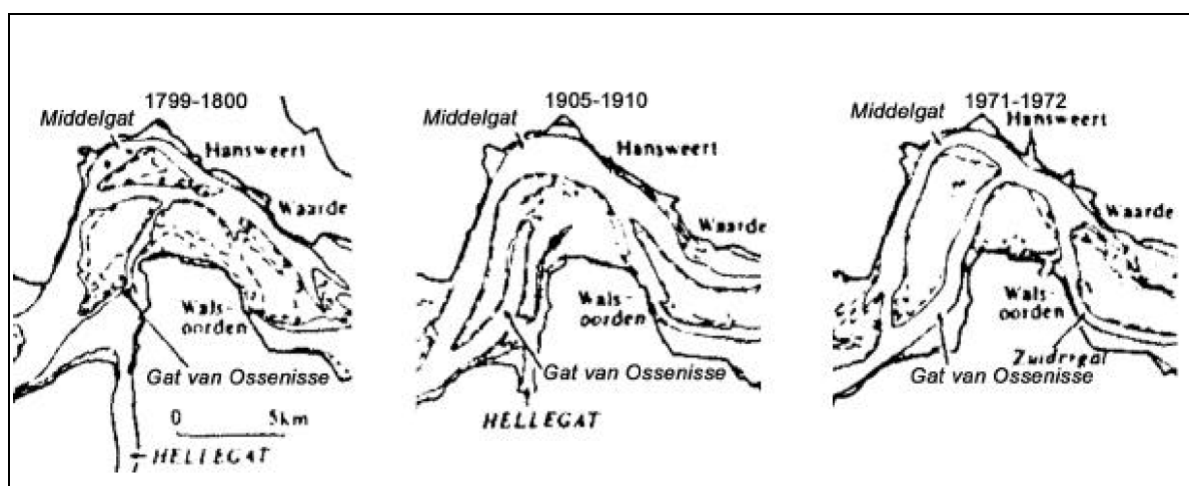 1799-1800
Middelgat
Hansweert
Waarde
Wals-
oorden
Gat van Ossenisse
0 5km
HELLEGAT
1905-1910
Middelgat
Hansweert
Waarde
Wals-
oorden
Gat van Ossenisse
HELLEGAT
1971-1972
Middelgat
Hansweert
Waarde
Wals-
oorden
Gat van Ossenisse